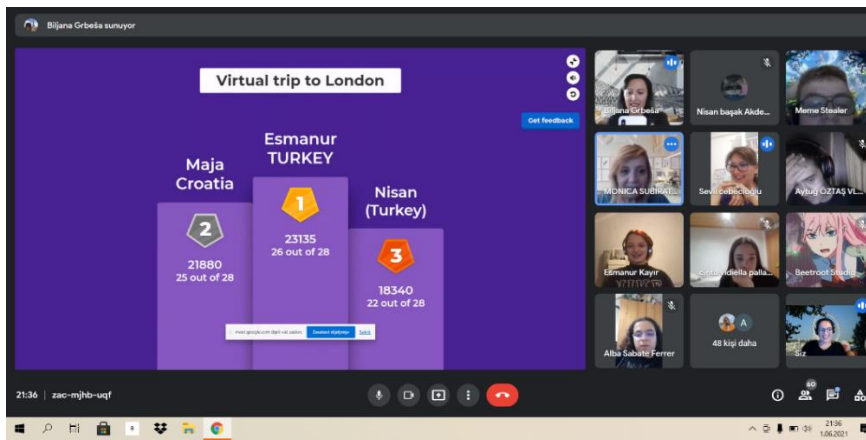 Biljana Grbeša sunuyor
Virtual trip to London
Get feedback
Esmanur
TURKEY
Maja
Croatia
Nisan
(Turkey)
1
2
3
23135
26 out of 28
21880
25 out of 28
18340
22 out of 28
Biljana Grbeša
Nisan başak Akde...
Meme Stealer
MONICA SUBIRAT...
Sevil cebecioğlu
Aytuğ ÖZTAŞ VL...
Esmanur Kayır
Beetroot Studio
Alba Sabate Ferrer
A
48 kişi daha
Siz
21:36 | zac-mjhb-uqf
60
21:36
1.06.2021